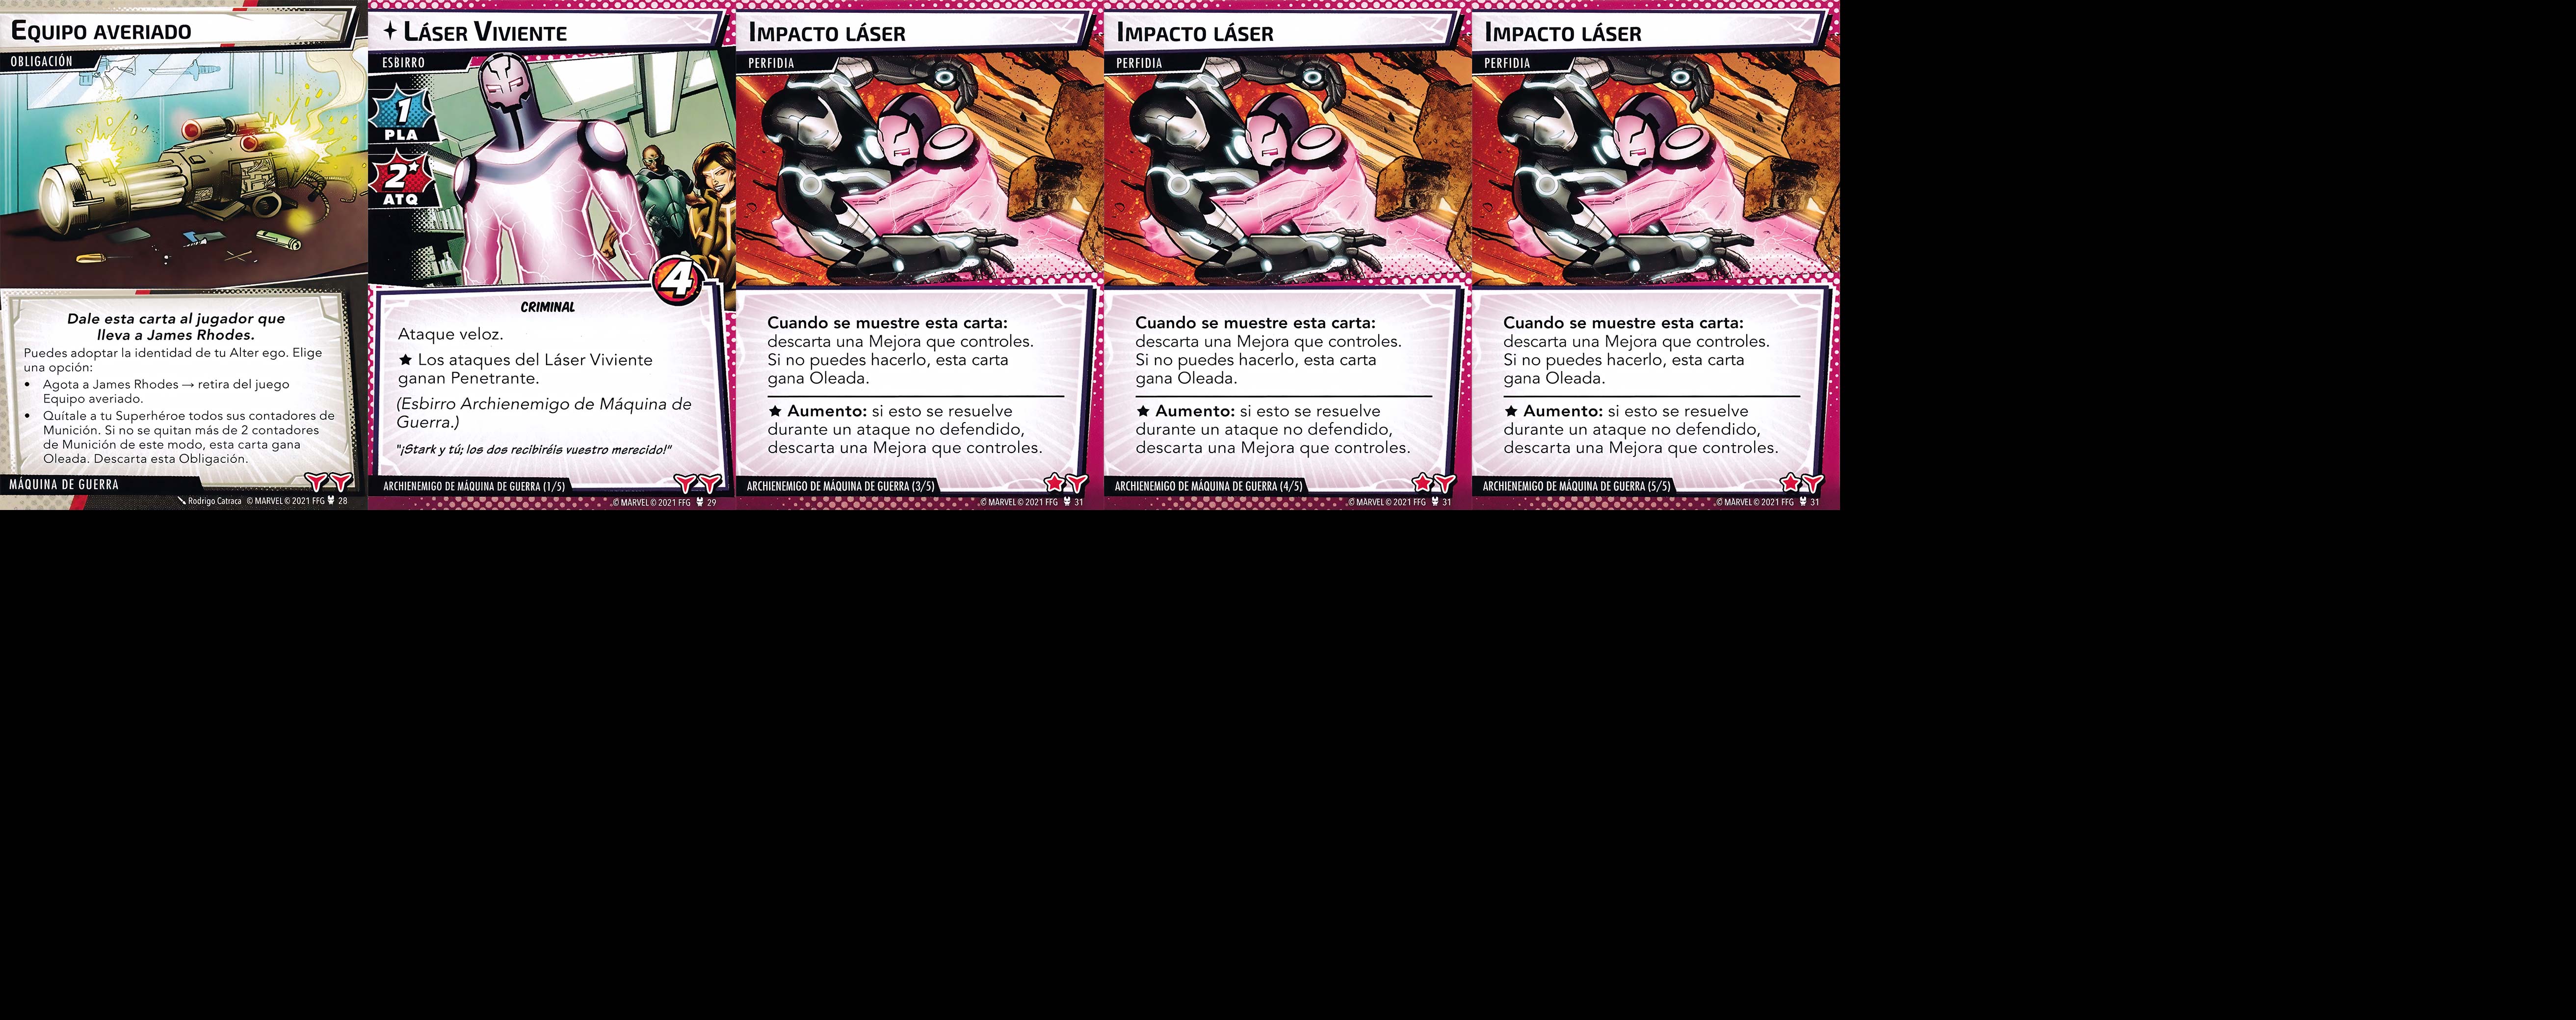 EQUIPO AVERIADO
OBLIGACIÓN
Dale esta carta al jugador que
lleva a James Rhodes.
Puedes adoptar la identidad de tu Alter ego. Elige
una opción:
• Agota a James Rhodes → retira del juego
Equipo averiado.
• Quítale a tu Superhéroe todos sus contadores de
Munición. Si no se quitan más de 2 contadores
de Munición de este modo, esta carta gana
Oleada. Descarta esta Obligación.
MÁQUINA DE GUERRA
Rodrigo Catraca © MARVEL © 2021 FFG 28
LÁSER VIVIENTE
ESBIRRO
1
PLA
2★
ATQ
4
CRIMINAL
Ataque veloz.
★ Los ataques del Láser Viviente
ganan Penetrante.
(Esbirro Archienemigo de Máquina de
Guerra.)
"¡Stark y tú; los dos recibiréis vuestro merecido!"
ARCHIENEMIGO DE MÁQUINA DE GUERRA (1/5)
© MARVEL © 2021 FFG 29
IMPACTO LÁSER
PERFIDIA
Cuando se muestre esta carta:
descarta una Mejora que controles.
Si no puedes hacerlo, esta carta
gana Oleada.
★ Aumento: si esto se resuelve
durante un ataque no defendido,
descarta una Mejora que controles.
ARCHIENEMIGO DE MÁQUINA DE GUERRA (3/5)
© MARVEL © 2021 FFG 31
IMPACTO LÁSER
PERFIDIA
Cuando se muestre esta carta:
descarta una Mejora que controles.
Si no puedes hacerlo, esta carta
gana Oleada.
★ Aumento: si esto se resuelve
durante un ataque no defendido,
descarta una Mejora que controles.
ARCHIENEMIGO DE MÁQUINA DE GUERRA (4/5)
© MARVEL © 2021 FFG 31
IMPACTO LÁSER
PERFIDIA
Cuando se muestre esta carta:
descarta una Mejora que controles.
Si no puedes hacerlo, esta carta
gana Oleada.
★ Aumento: si esto se resuelve
durante un ataque no defendido,
descarta una Mejora que controles.
ARCHIENEMIGO DE MÁQUINA DE GUERRA (5/5)
© MARVEL © 2021 FFG 31